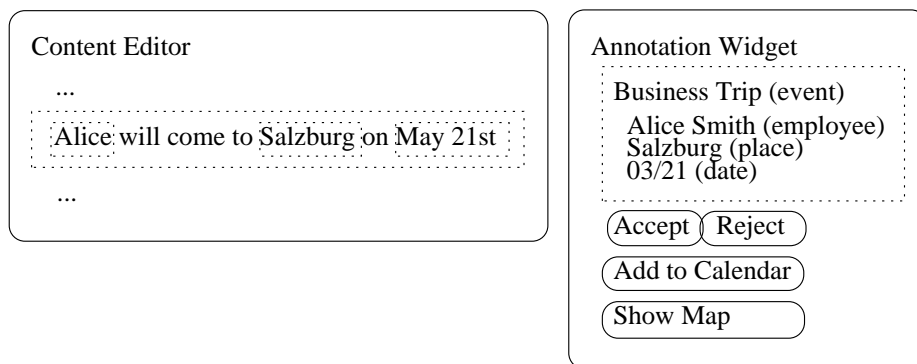 Content Editor
...
Alice will come to Salzburg on May 21st
...
Annotation Widget
Business Trip (event)
Alice Smith (employee)
Salzburg (place)
03/21 (date)
Accept
Reject
Add to Calendar
Show Map